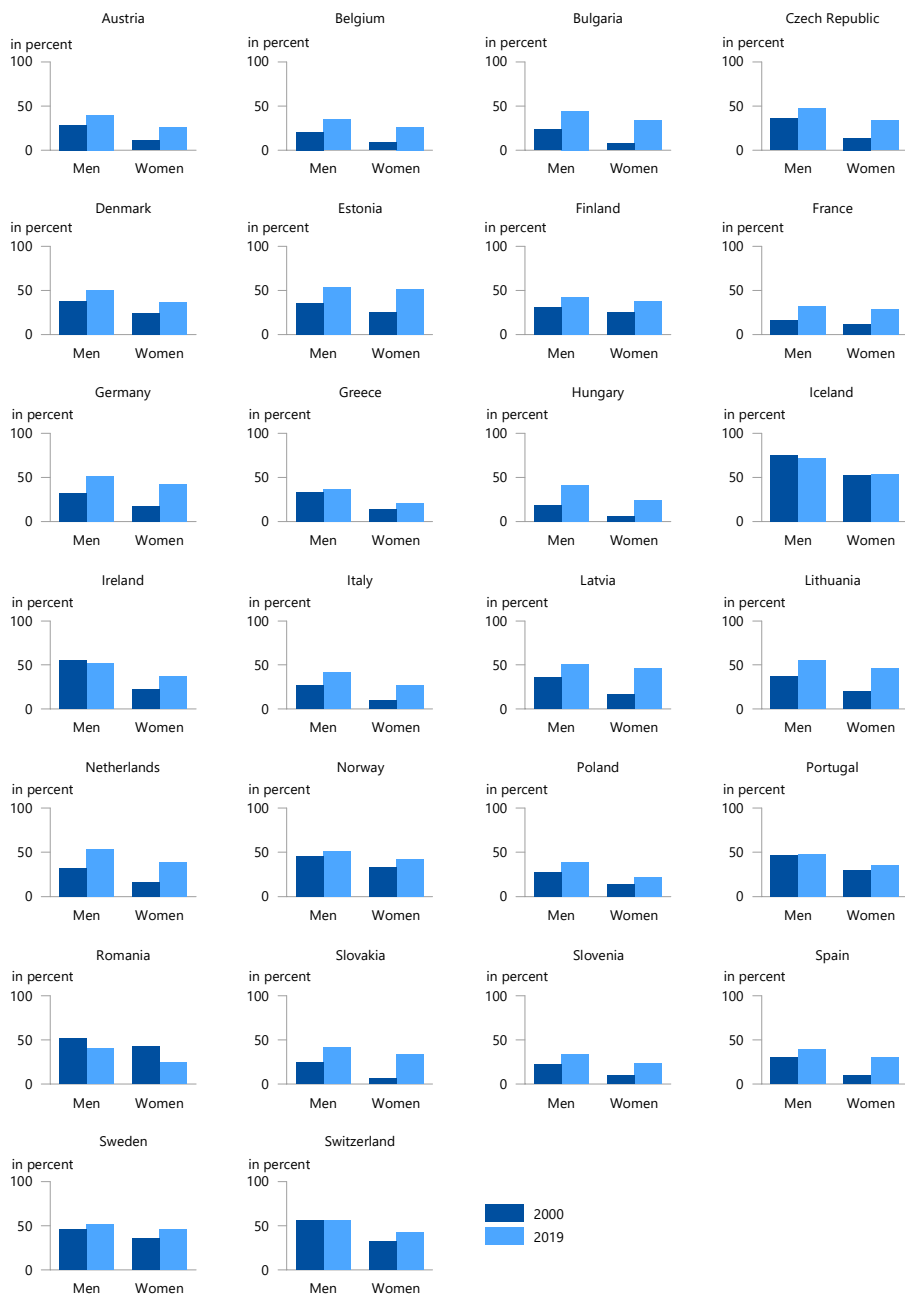 Austria
Belgium
Bulgaria
Czech Republic
in percent
in percent
in percent
in percent
100
50
0
100
50
0
100
50
0
100
50
0
Men Women
Men Women
Men Women
Men Women
Denmark
Estonia
Finland
France
in percent
in percent
in percent
in percent
100
50
0
100
50
0
100
50
0
100
50
0
Men Women
Men Women
Men Women
Men Women
Germany
Greece
Hungary
Iceland
in percent
in percent
in percent
in percent
100
50
0
100
50
0
100
50
0
100
50
0
Men Women
Men Women
Men Women
Men Women
Ireland
Italy
Latvia
Lithuania
in percent
in percent
in percent
in percent
100
50
0
100
50
0
100
50
0
100
50
0
Men Women
Men Women
Men Women
Men Women
Netherlands
Norway
Poland
Portugal
in percent
in percent
in percent
in percent
100
50
0
100
50
0
100
50
0
100
50
0
Men Women
Men Women
Men Women
Men Women
Romania
Slovakia
Slovenia
Spain
in percent
in percent
in percent
in percent
100
50
0
100
50
0
100
50
0
100
50
0
Men Women
Men Women
Men Women
Men Women
Sweden
Switzerland
in percent
in percent
100
50
0
100
50
0
Men Women
Men Women
2000
2019